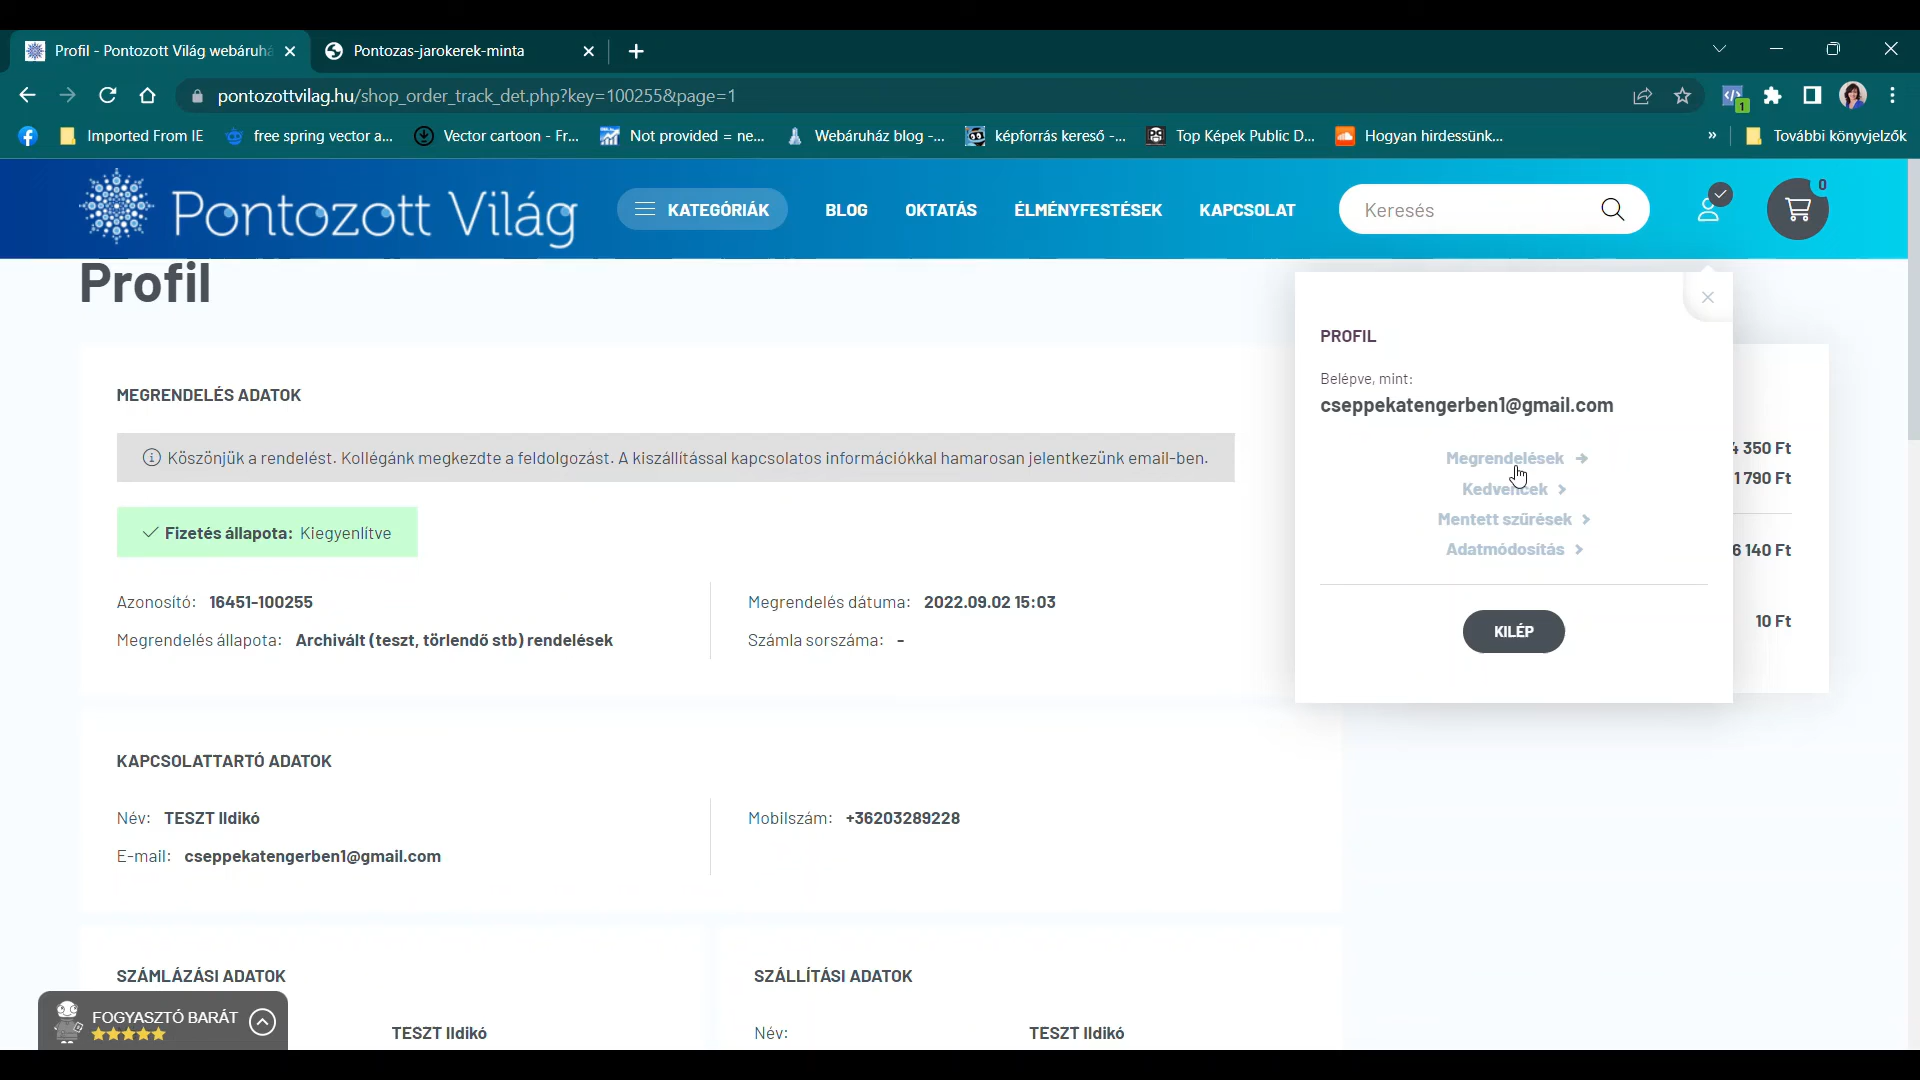 Profil - Pontozott Világ webáruhá
Pontozas-jarokerek-minta
pontozottvilag.hu/shop_order_track_det.php?key=100255&page=1
1
Imported From IE
free spring vector a...
Vector cartoon - Fr...
Not provided = ne...
Webáruház blog -...
képforrás kereső -...
Top Képek Public D...
Hogyan hirdessünk...
»
További könyvjelzők
Pontozott Világ
KATEGÓRIÁK
BLOG
OKTATÁS
ÉLMÉNYFESTÉSEK
KAPCSOLAT
Keresés
0
Profil
MEGRENDELÉS ADATOK
Köszönjük a rendelést. Kollégánk megkezdte a feldolgozást. A kiszállítással kapcsolatos információkkal hamarosan jelentkezünk email-ben.
Fizetés állapota: Kiegyenlítve
Azonosító: 16451-100255
Megrendelés dátuma: 2022.09.02 15:03
Megrendelés állapota: Archivált (teszt, törlendő stb) rendelések
Számla sorszáma: -
PROFIL
Belépve, mint:
cseppekatengerben1@gmail.com
Megrendelések
Kedvencek
Mentett szűrések
Adatmódosítás
KILÉP
350 Ft
1 790 Ft
6 140 Ft
10 Ft
KAPCSOLATTARTÓ ADATOK
Név: TESZT Ildikó
Mobilszám: +36203289228
E-mail: cseppekatengerben1@gmail.com
SZÁMLÁZÁSI ADATOK
SZÁLLÍTÁSI ADATOK
TESZT Ildikó
Név: TESZT Ildikó
FOGYASZTÓ BARÁT